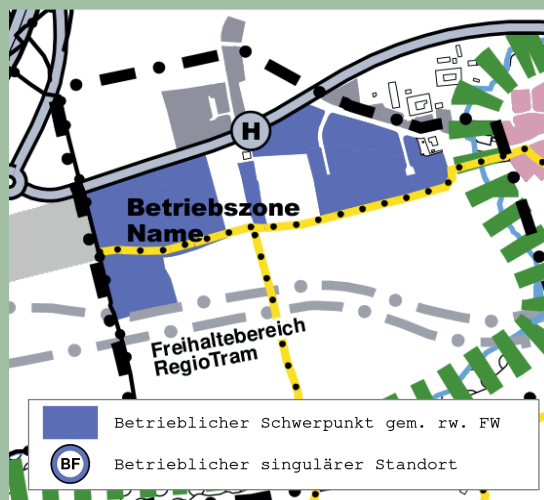 H
Betriebszone
Name
Freihaltebereich
RegioTram
Betrieblicher Schwerpunkt gem. rw. FW
BF Betrieblicher singulärer Standort